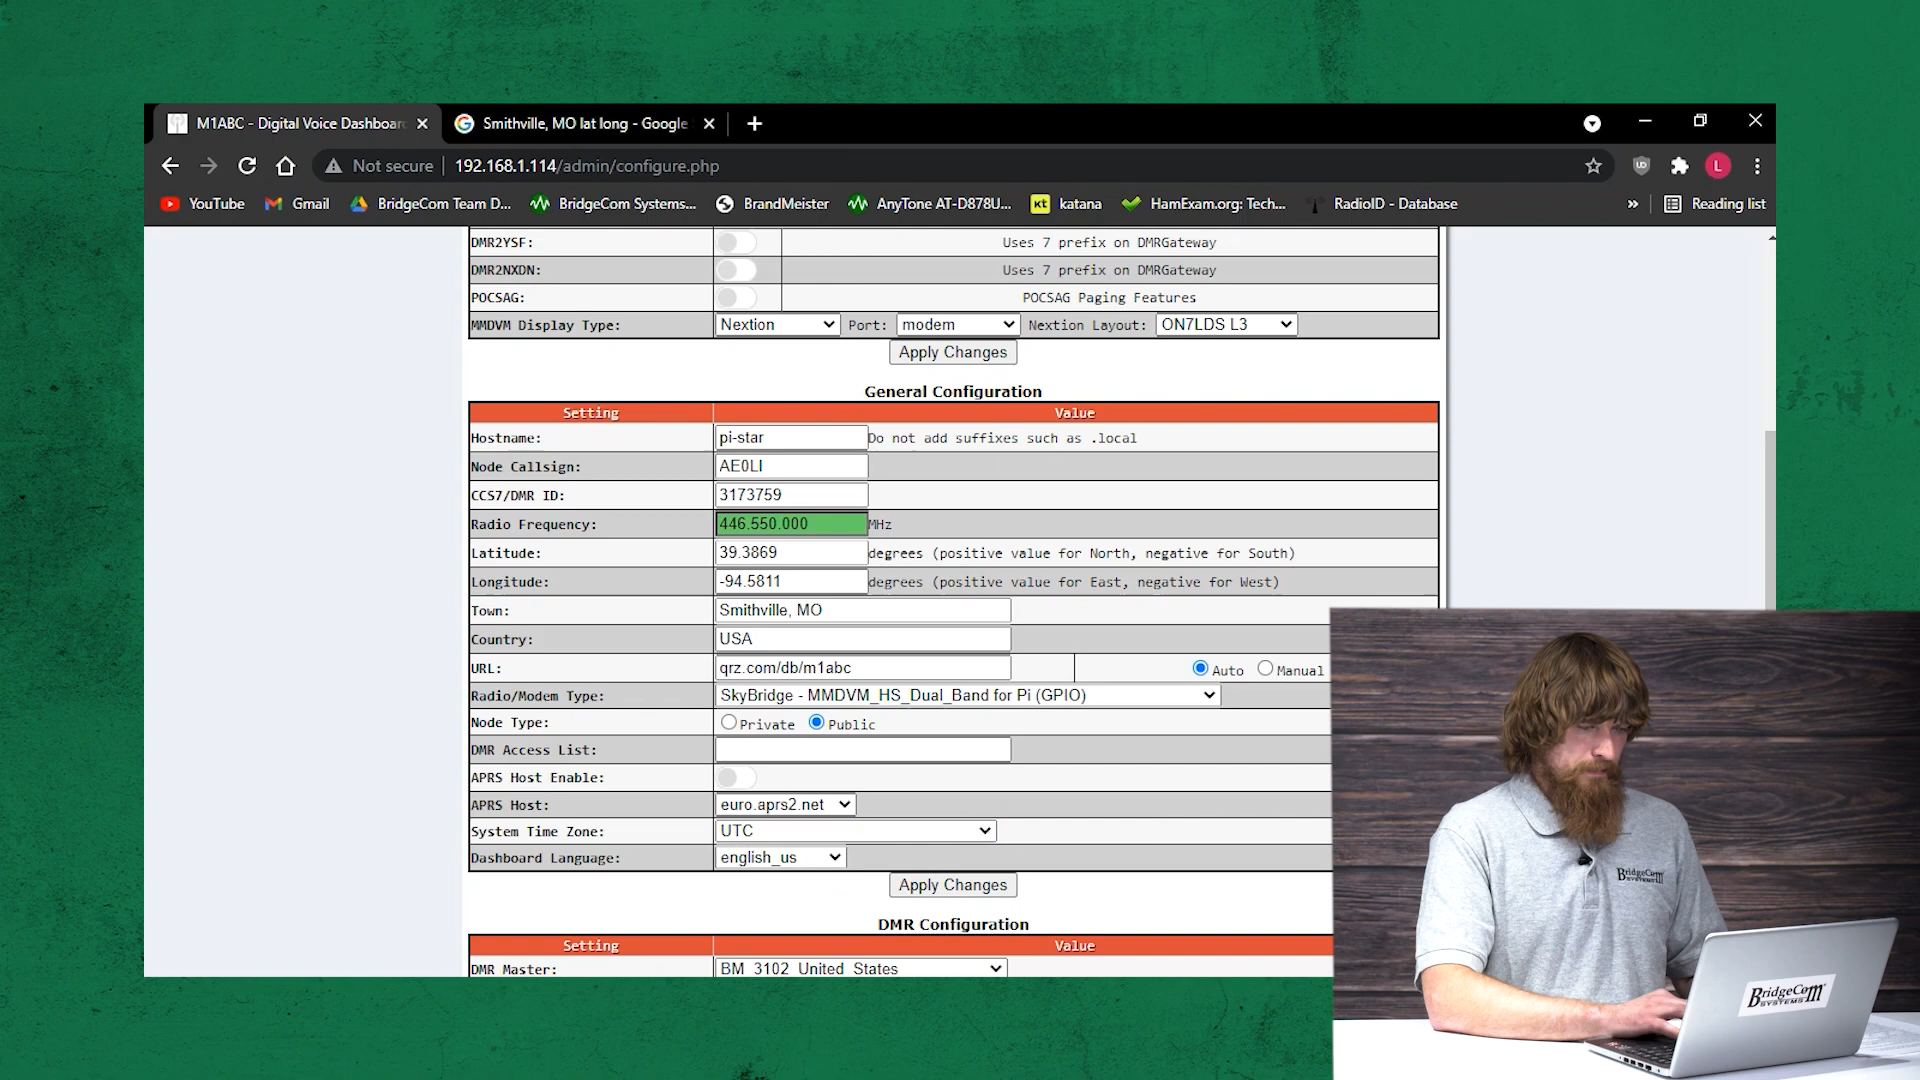 M1ABC - Digital Voice Dashboar
Smithville, MO lat long - Google
Not secure 192.168.1.114/admin/configure.php
YouTube Gmail BridgeCom Team D... BridgeCom Systems... BrandMeister AnyTone AT-D878U... kt katana HamExam.org: Tech... RadioID - Database » Reading list
DMR2YSF: Uses 7 prefix on DMRGateway
DMR2NXDN: Uses 7 prefix on DMRGateway
POCSAG: POCSAG Paging Features
MMDVM Display Type: Nextion Port: modem Nextion Layout: ON7LDS L3
Apply Changes
General Configuration
Setting Value
Hostname: pi-star Do not add suffixes such as .local
Node Callsign: AE0LI
CCS7/DMR ID: 3173759
Radio Frequency: 446.550.000 MHz
Latitude: 39.3869 degrees (positive value for North, negative for South)
Longitude: -94.5811 degrees (positive value for East, negative for West)
Town: Smithville, MO
Country: USA
URL: qrz.com/db/m1abc Auto Manual
Radio/Modem Type: SkyBridge - MMDVM_HS_Dual_Band for Pi (GPIO)
Node Type: Private Public
DMR Access List:
APRS Host Enable:
APRS Host: euro.aprs2.net
System Time Zone: UTC
Dashboard Language: english_us
Apply Changes
DMR Configuration
Setting Value
DMR Master: BM_3102_United_States
L
UD
BridgeCom
SYSTEMS
BridgeCom
SYSTEMS